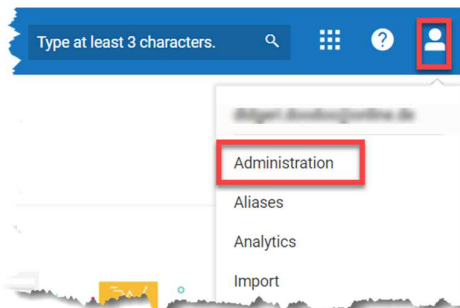 Type at least 3 characters.
?
Administration
Aliases
Analytics
Import